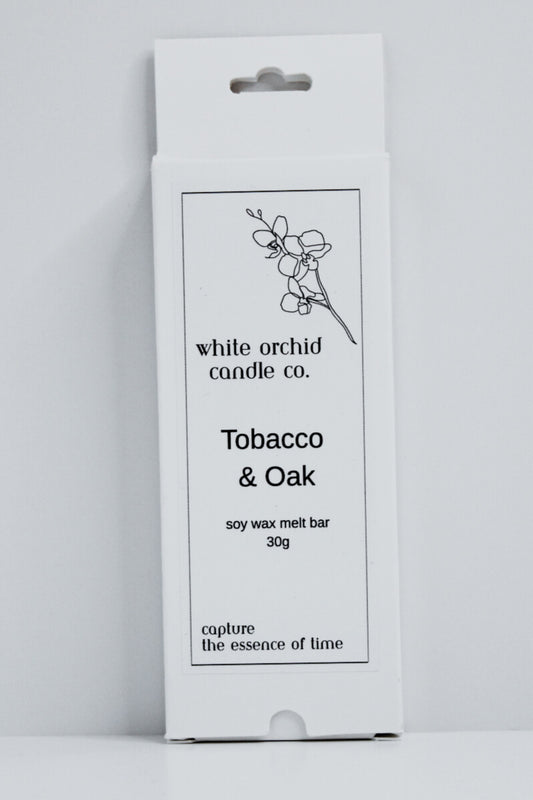 white orchid
candle co.
Tobacco
& Oak
soy wax melt bar
30g
capture
the essence of time